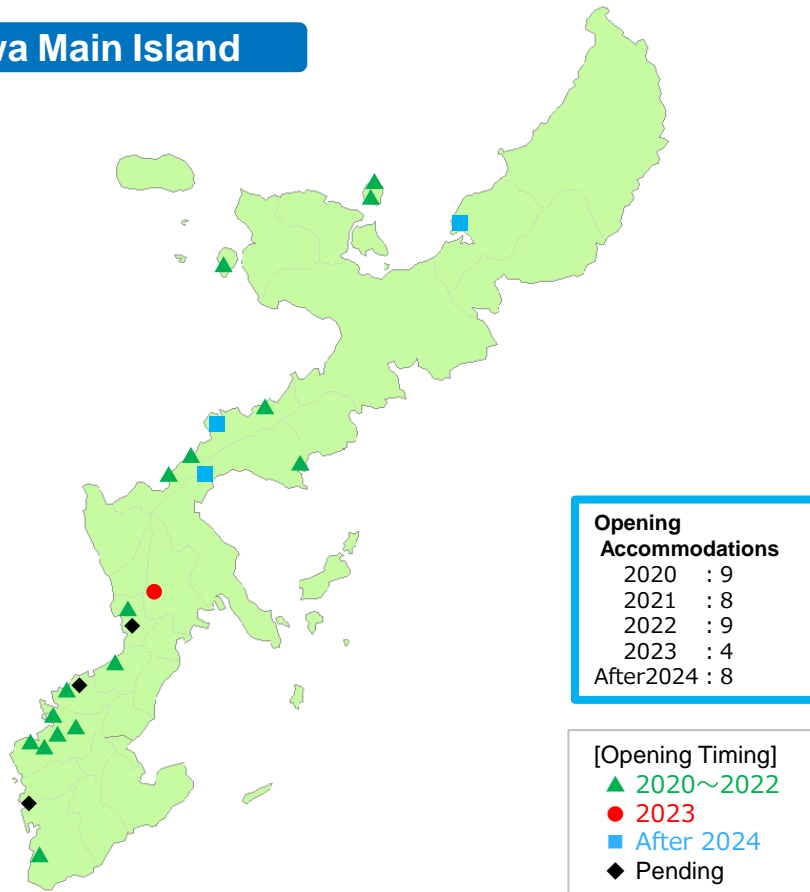 Main Island
Opening
Accommodations
2020 : 9
2021 : 8
2022 : 9
2023 : 4
After2024 : 8
[Opening Timing]
▲ 2020～2022
● 2023
■ After 2024
◆ Pending